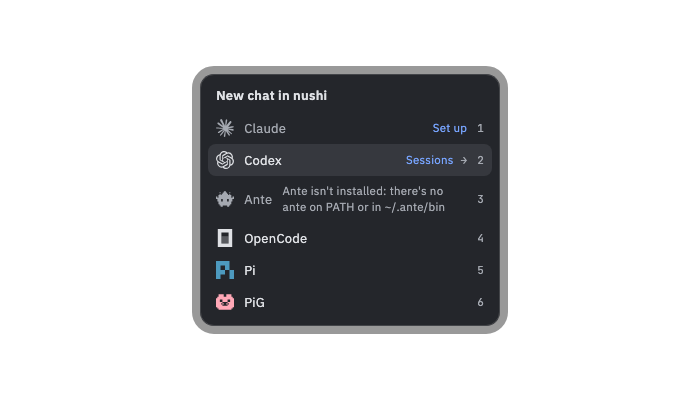 New chat in nushi
Claude Set up 1
Codex Sessions → 2
Ante Ante isn't installed: there's no
ante on PATH or in ~/.ante/bin 3
OpenCode 4
Pi 5
PiG 6